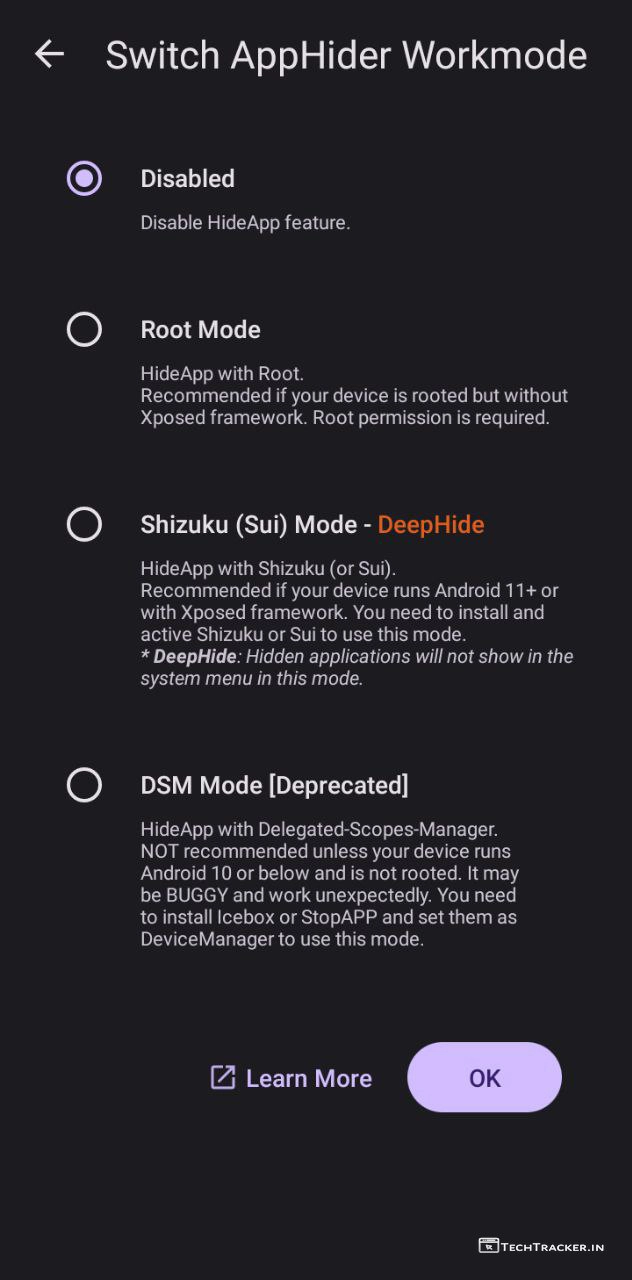 Switch AppHider Workmode
Disabled
Disable HideApp feature.
Root Mode
HideApp with Root.
Recommended if your device is rooted but without
Xposed framework. Root permission is required.
Shizuku (Sui) Mode - DeepHide
HideApp with Shizuku (or Sui).
Recommended if your device runs Android 11+ or
with Xposed framework. You need to install and
active Shizuku or Sui to use this mode.
* DeepHide: Hidden applications will not show in the
system menu in this mode.
DSM Mode [Deprecated]
HideApp with Delegated-Scopes-Manager.
NOT recommended unless your device runs
Android 10 or below and is not rooted. It may
be BUGGY and work unexpectedly. You need
to install Icebox or StopAPP and set them as
DeviceManager to use this mode.
Learn More
OK
TechTracker.in